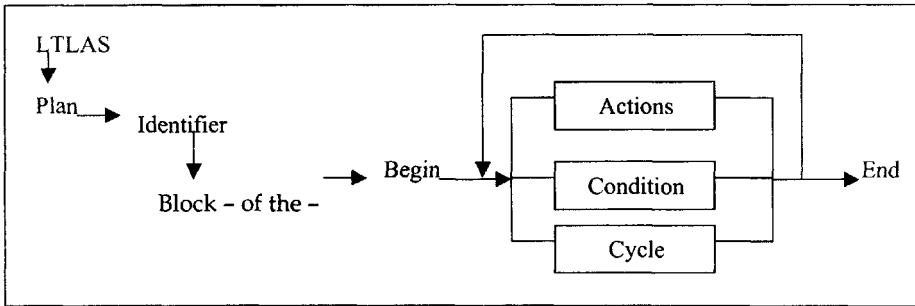 LTLAS
Plan
Identifier
Block – of the –
Begin
Actions
Condition
Cycle
End